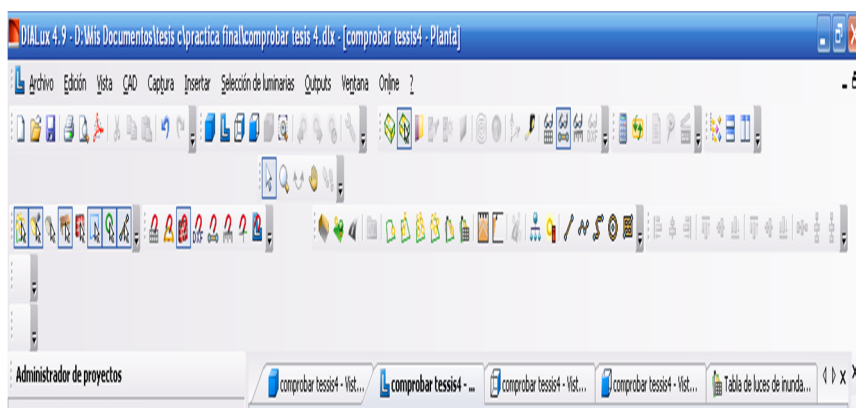 DIALux 4.9 - D:\Mis Documentos\tesis c\practica final\comprobar tesis 4.dlx - [comprobar tessis4 - Planta]
Archivo Edición Vista CAD Captura Insertar Selección de luminarias Outputs Ventana Online ?
Administrador de proyectos
comprobar tessis4 - Vist... comprobar tessis4 - ... comprobar tessis4 - Vist... comprobar tessis4 - Vist... Tabla de luces de inunda...